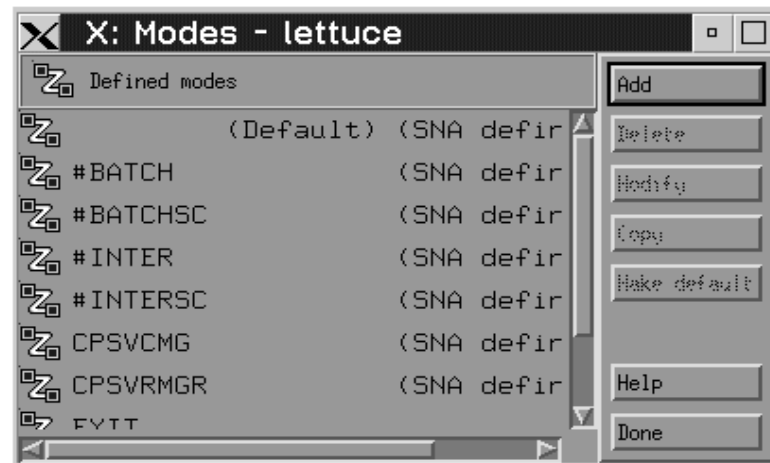 X: Modes - lettuce
Defined modes
(Default) (SNA defir
#BATCH (SNA defir
#BATCHSC (SNA defir
#INTER (SNA defir
#INTERSC (SNA defir
CPSVCMG (SNA defir
CPSVRMGR (SNA defir
Add
Delete
Modify
Copy
Make default
Help
Done